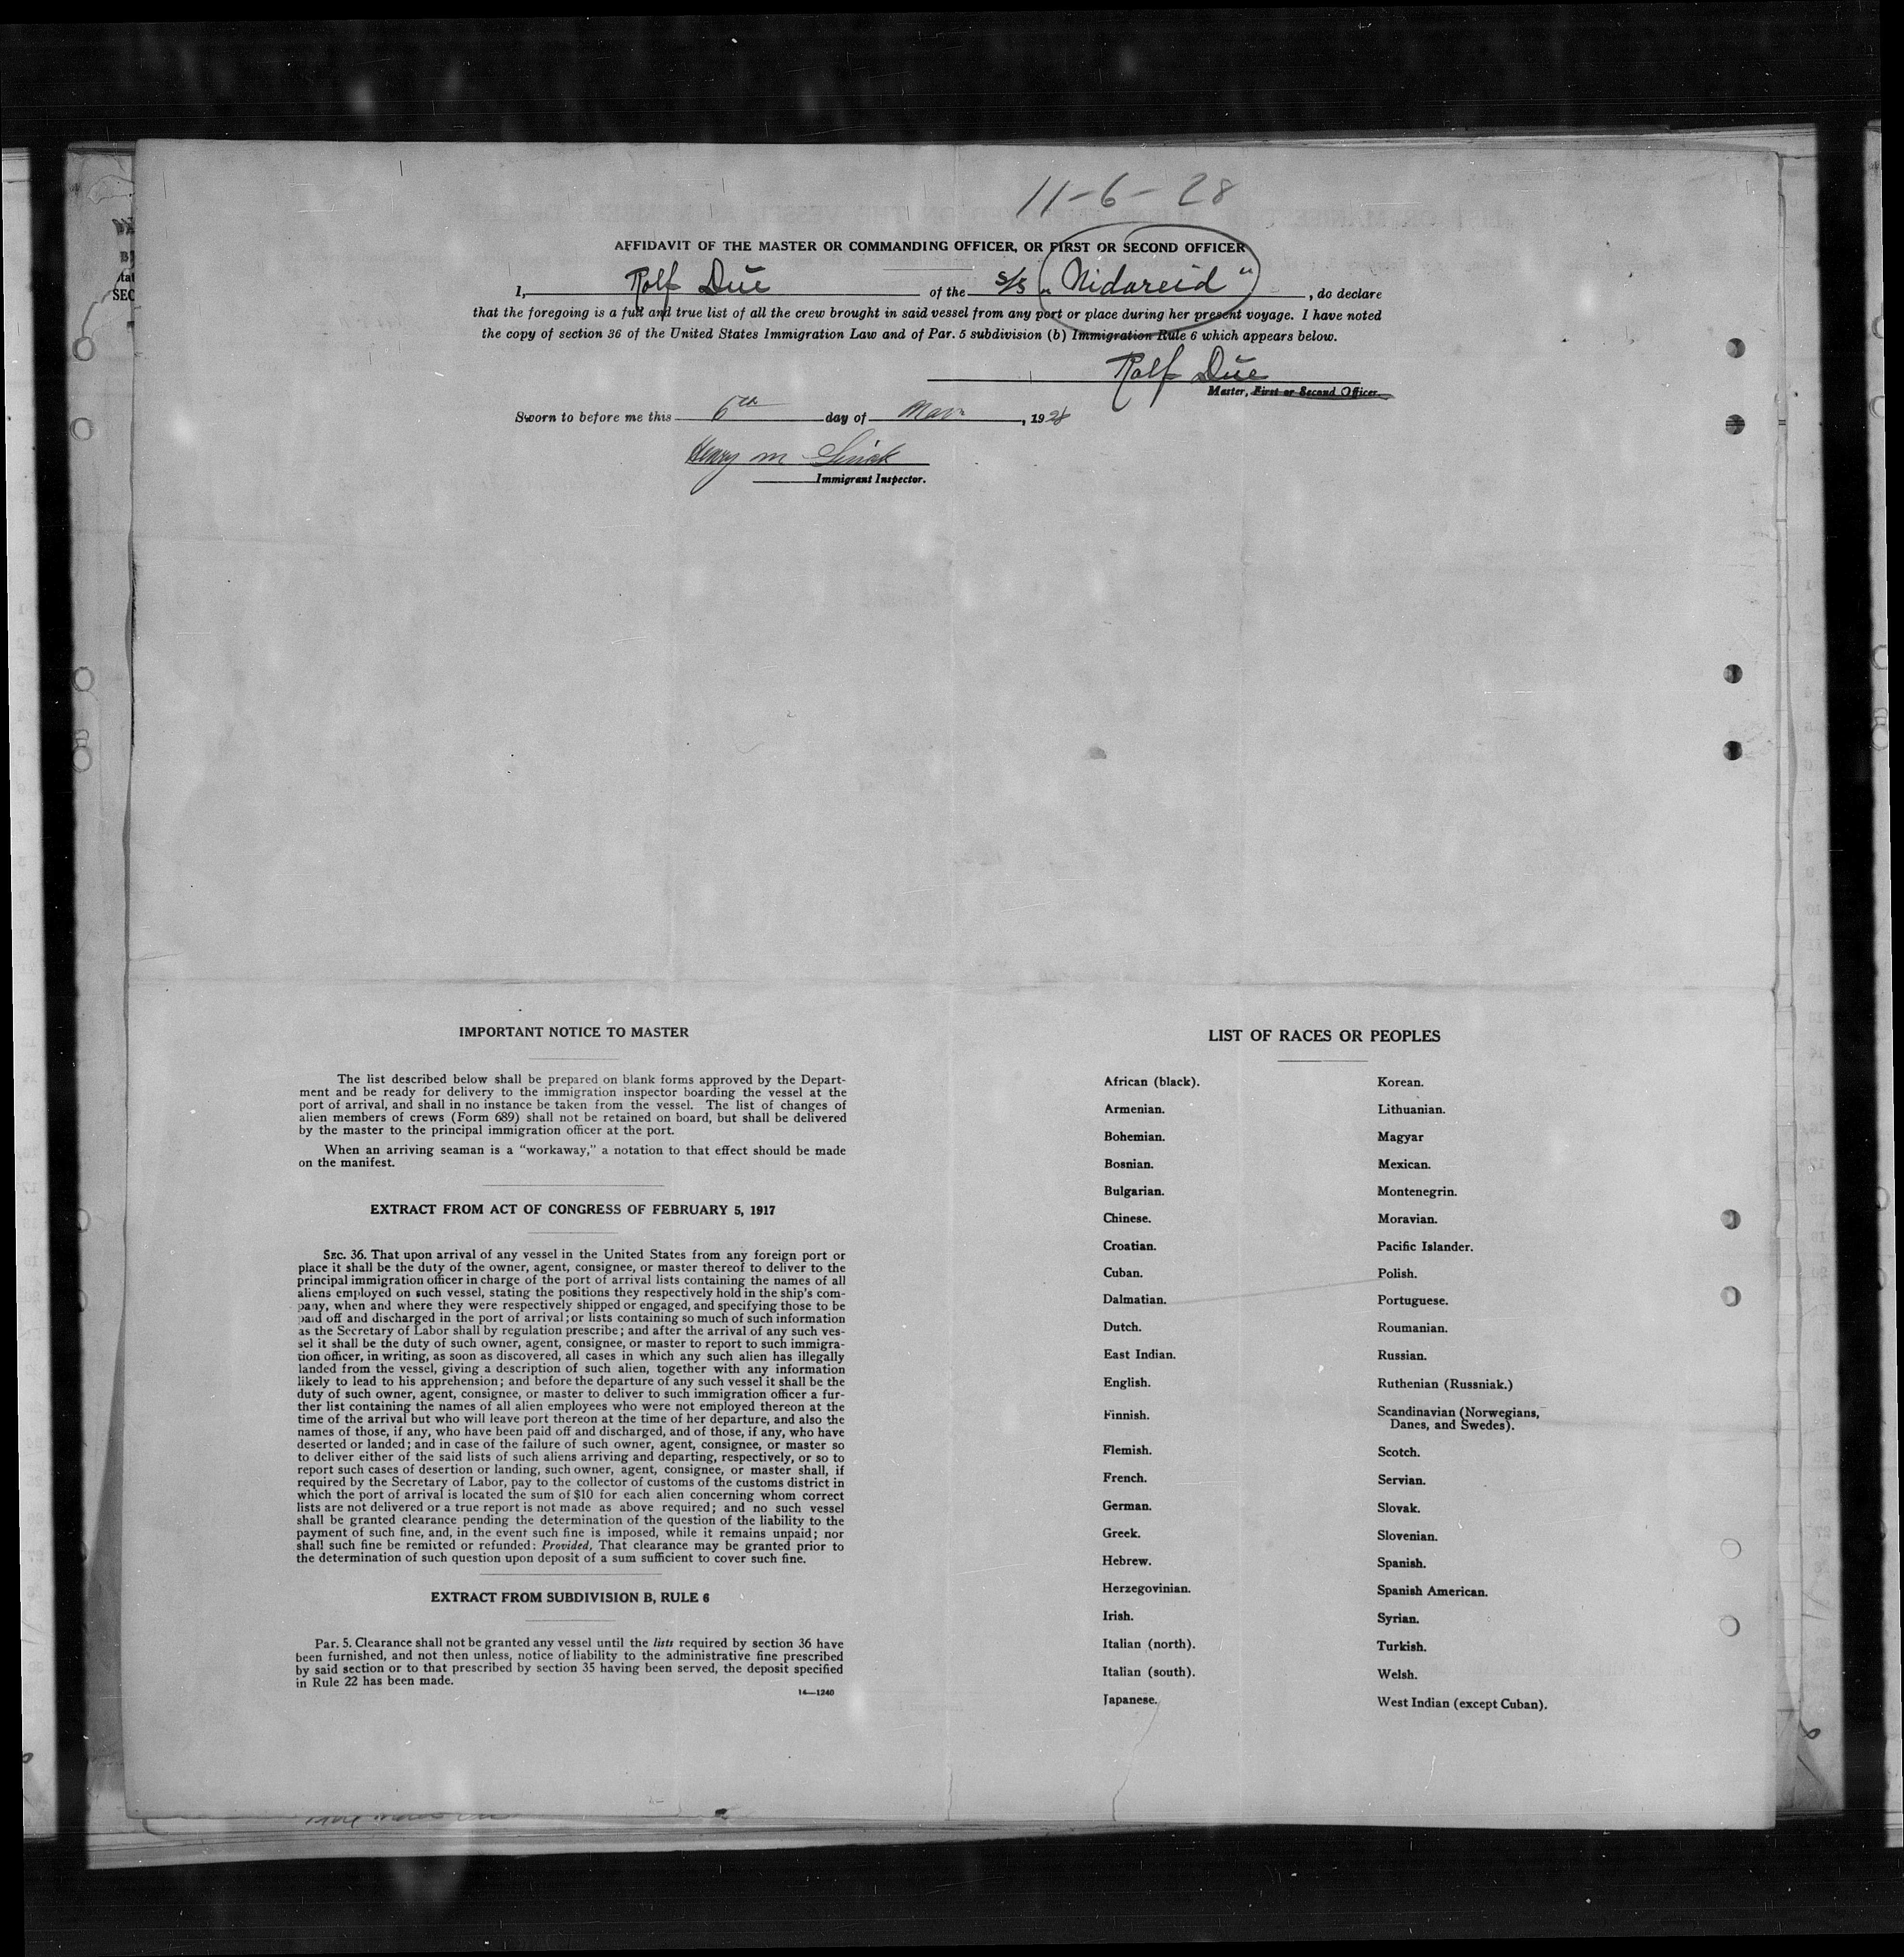 11-6-28
AFFIDAVIT OF THE MASTER OR COMMANDING OFFICER, OR FIRST OR SECOND OFFICER
I, Rolf Due of the S/S "Nidareid", do declare
that the foregoing is a full and true list of all the crew brought in said vessel from any port or place during her present voyage. I have noted
the copy of section 36 of the United States Immigration Law and of Par. 5 subdivision (b) Immigration Rule 6 which appears below.
Rolf Due
Master, First or Second Officer.
Sworn to before me this 6th day of , 1928
Henry M
Immigrant Inspector.
IMPORTANT NOTICE TO MASTER
The list described below shall be prepared on blank forms approved by the Depart-
ment and be ready for delivery to the immigration inspector boarding the vessel at the
port of arrival, and shall in no instance be taken from the vessel. The list of changes of
alien members of crews (Form 689) shall not be retained on board, but shall be delivered
by the master to the principal immigration officer at the port.
When an arriving seaman is a "workaway," a notation to that effect should be made
on the manifest.
EXTRACT FROM ACT OF CONGRESS OF FEBRUARY 5, 1917
SEC. 36. That upon arrival of any vessel in the United States from any foreign port or
place it shall be the duty of the owner, agent, consignee, or master thereof to deliver to the
principal immigration officer in charge of the port of arrival lists containing the names of all
aliens employed on such vessel, stating the positions they respectively hold in the ship's com-
pany, when and where they were respectively shipped or engaged, and specifying those to be
paid off and discharged in the port of arrival; or lists containing so much of such information
as the Secretary of Labor shall by regulation prescribe; and after the arrival of any such ves-
sel it shall be the duty of such owner, agent, consignee, or master to report to such immigra-
tion officer, in writing, as soon as discovered, all cases in which any such alien has illegally
landed from the vessel, giving a description of such alien, together with any information
likely to lead to his apprehension; and before the departure of any such vessel it shall be the
duty of such owner, agent, consignee, or master to deliver to such immigration officer a fur-
ther list containing the names of all alien employees who were not employed thereon at the
time of the arrival but who will leave port thereon at the time of her departure, and also the
names of those, if any, who have been paid off and discharged, and of those, if any, who have
deserted or landed; and in case of the failure of such owner, agent, consignee, or master so
to deliver either of the said lists of such aliens arriving and departing, respectively, or so to
report such cases of desertion or landing, such owner, agent, consignee, or master shall, if
required by the Secretary of Labor, pay to the collector of customs of the customs district in
which the port of arrival is located the sum of $10 for each alien concerning whom correct
lists are not delivered or a true report is not made as above required; and no such vessel
shall be granted clearance pending the determination of the question of the liability to the
payment of such fine, and, in the event such fine is imposed, while it remains unpaid; nor
shall such fine be remitted or refunded: Provided, That clearance may be granted prior to
the determination of such question upon deposit of a sum sufficient to cover such fine.
EXTRACT FROM SUBDIVISION B, RULE 6
Par. 5. Clearance shall not be granted any vessel until the lists required by section 36 have
been furnished, and not then unless, notice of liability to the administrative fine prescribed
by said section or to that prescribed by section 35 having been served, the deposit specified
in Rule 22 has been made.
14—1240
LIST OF RACES OR PEOPLES
African (black).
Armenian.
Bohemian.
Bosnian.
Bulgarian.
Chinese.
Croatian.
Cuban.
Dalmatian.
Dutch.
East Indian.
English.
Finnish.
Flemish.
French.
German.
Greek.
Hebrew.
Herzegovinian.
Irish.
Italian (north).
Italian (south).
Japanese.
Korean.
Lithuanian.
Magyar
Mexican.
Montenegrin.
Moravian.
Pacific Islander.
Polish.
Portuguese.
Roumanian.
Russian.
Ruthenian (Russniak.)
Scandinavian (Norwegians,
Danes, and Swedes).
Scotch.
Servian.
Slovak.
Slovenian.
Spanish.
Spanish American.
Syrian.
Turkish.
Welsh.
West Indian (except Cuban).